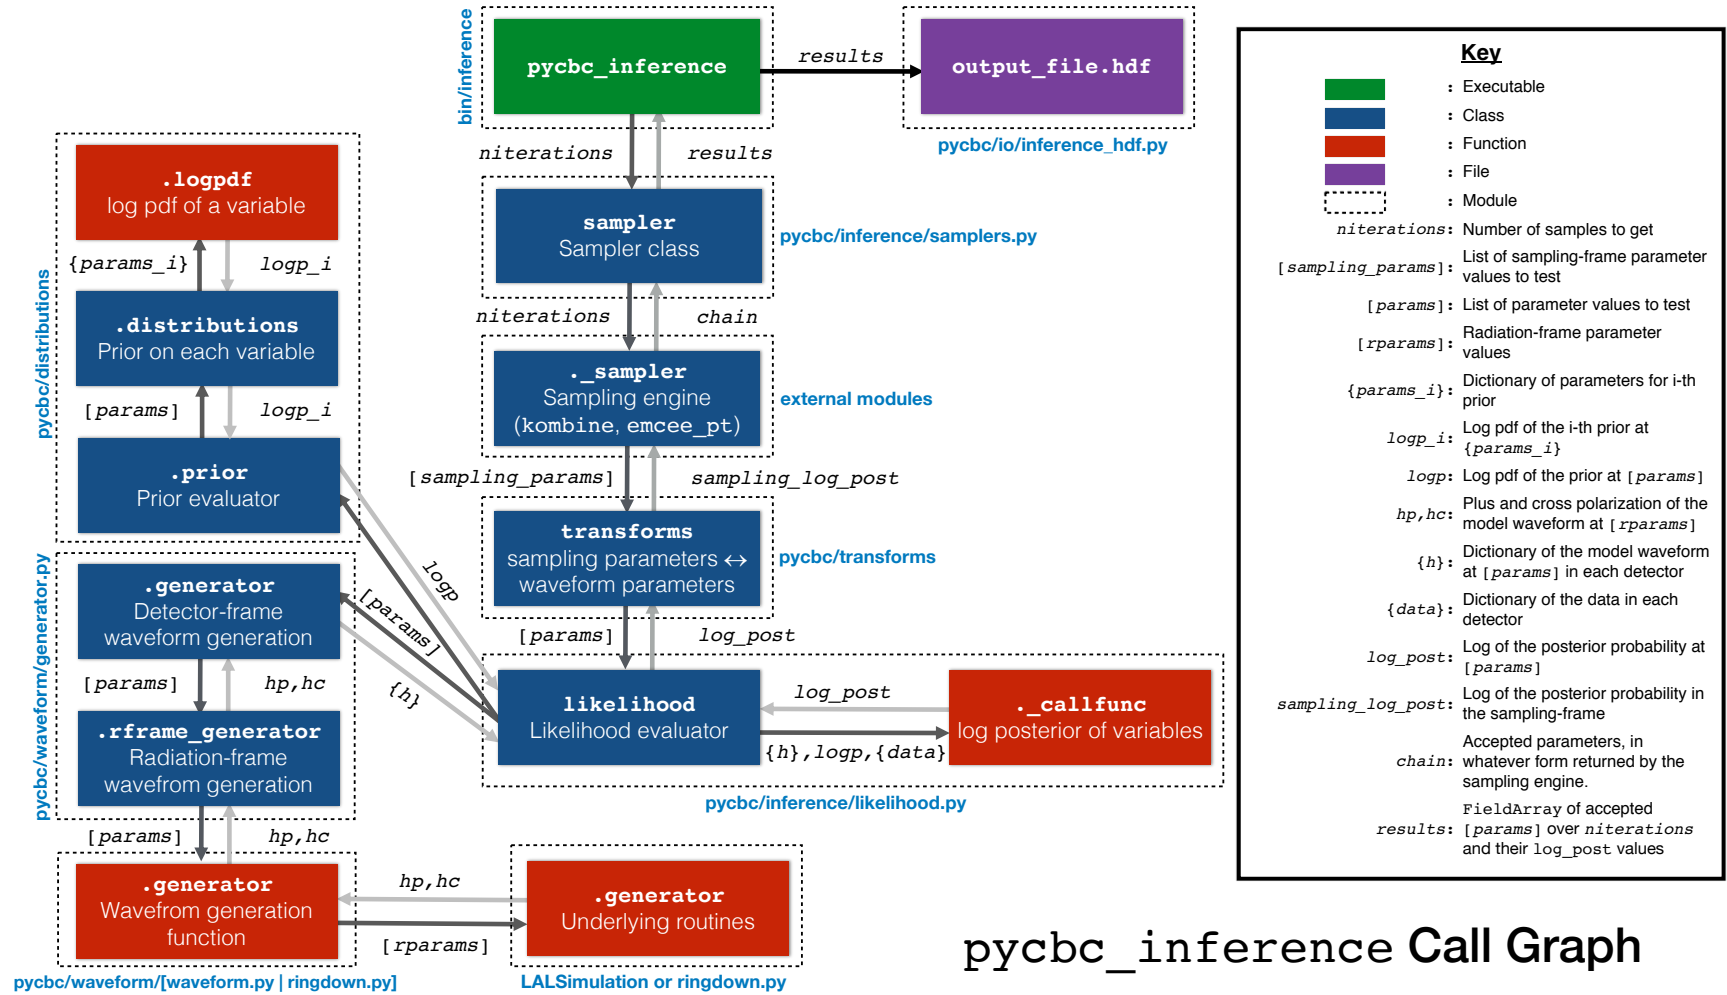 bin/inference
pycbc_inference
results
output_file.hdf
pycbc/io/inference_hdf.py
niterations
results
sampler
Sampler class
pycbc/inference/samplers.py
niterations
chain
._sampler
Sampling engine
(kombine, emcee_pt)
external modules
[sampling_params]
sampling_log_post
transforms
sampling parameters ↔
waveform parameters
pycbc/transforms
[params]
log_post
likelihood
Likelihood evaluator
log_post
{h},logp,{data}
._callfunc
log posterior of variables
pycbc/inference/likelihood.py
pycbc/distributions
.logpdf
log pdf of a variable
{params_i}
logp_i
.distributions
Prior on each variable
[params]
logp_i
.prior
Prior evaluator
logp
[params]
{h}
pycbc/waveform/generator.py
.generator
Detector-frame
waveform generation
[params]
hp,hc
.rframe_generator
Radiation-frame
wavefrom generation
[params]
hp,hc
.generator
Wavefrom generation
function
pycbc/waveform/[waveform.py | ringdown.py]
hp,hc
[rparams]
.generator
Underlying routines
LALSimulation or ringdown.py
Key
: Executable
: Class
: Function
: File
: Module
niterations: Number of samples to get
[sampling_params]: List of sampling-frame parameter
values to test
[params]: List of parameter values to test
[rparams]: Radiation-frame parameter
values
{params_i}: Dictionary of parameters for i-th
prior
logp_i: Log pdf of the i-th prior at
{params_i}
logp: Log pdf of the prior at [params]
hp,hc: Plus and cross polarization of the
model waveform at [rparams]
{h}: Dictionary of the model waveform
at [params] in each detector
{data}: Dictionary of the data in each
detector
log_post: Log of the posterior probability at
[params]
sampling_log_post: Log of the posterior probability in
the sampling-frame
chain: Accepted parameters, in
whatever form returned by the
sampling engine.
results: FieldArray of accepted
[params] over niterations
and their log_post values
pycbc_inference Call Graph